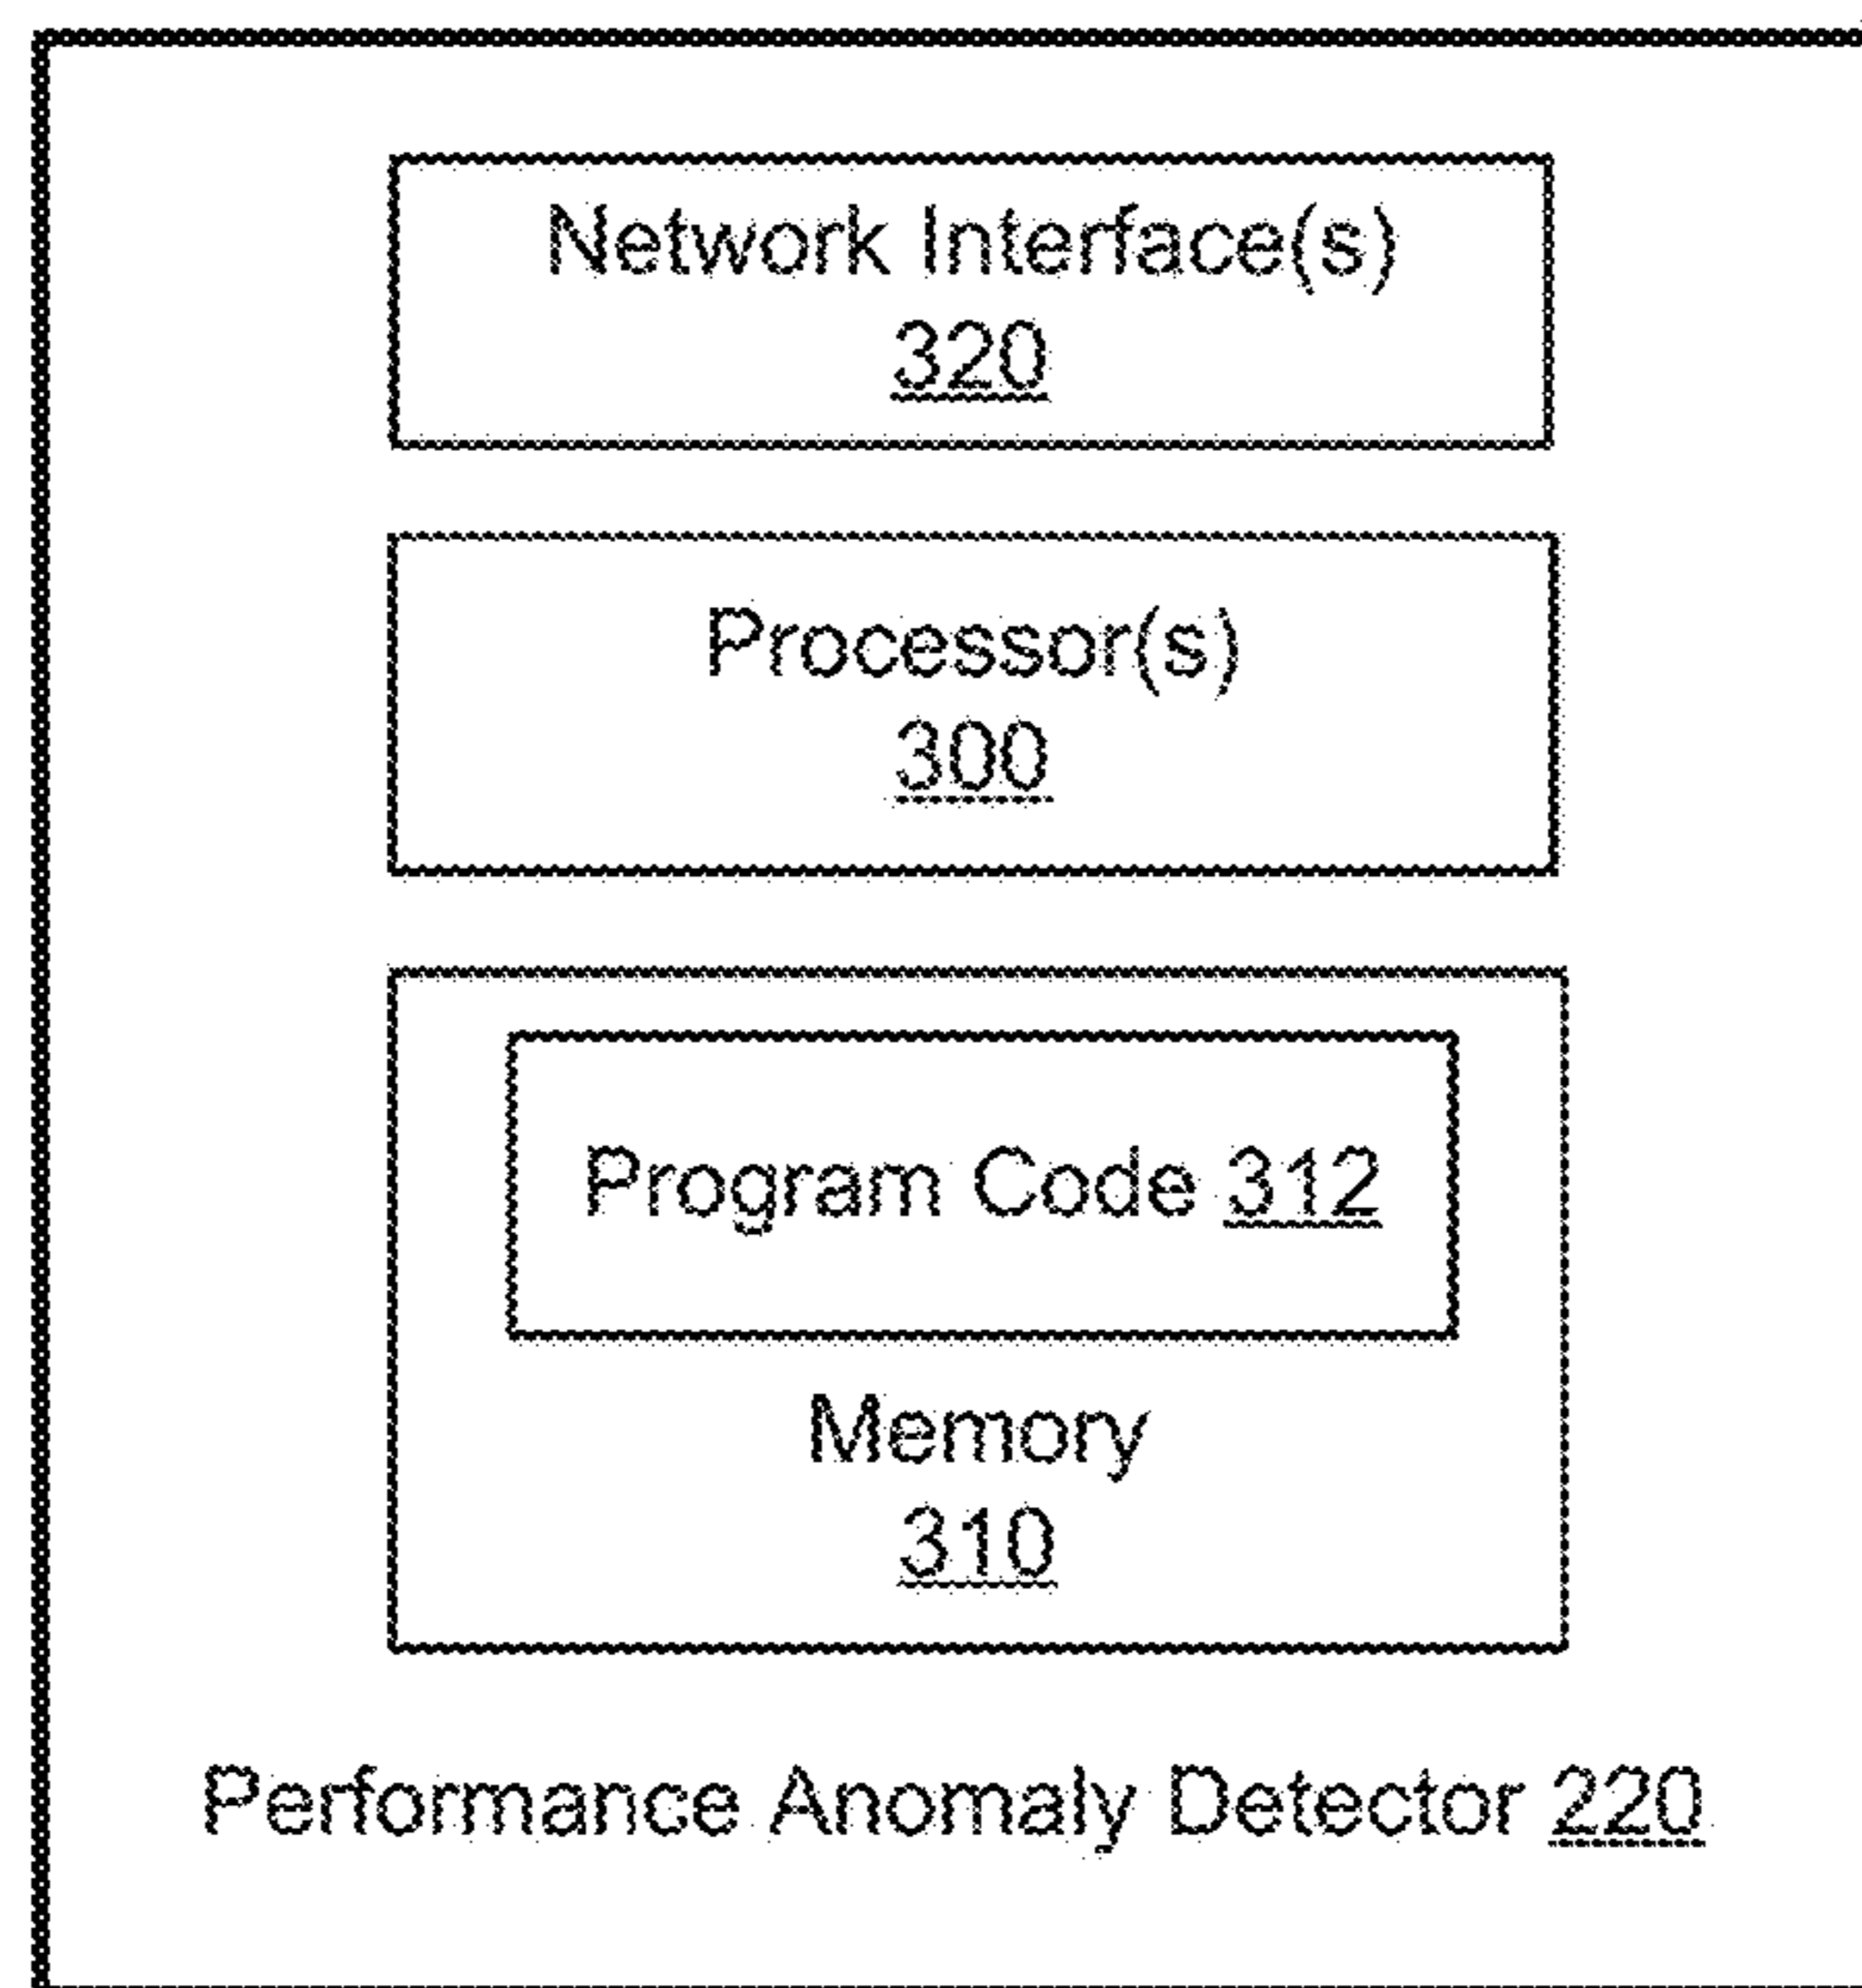 Network Interface(s)
320
Processor(s)
300
Program Code 312
Memory
310
Performance Anomaly Detector 220